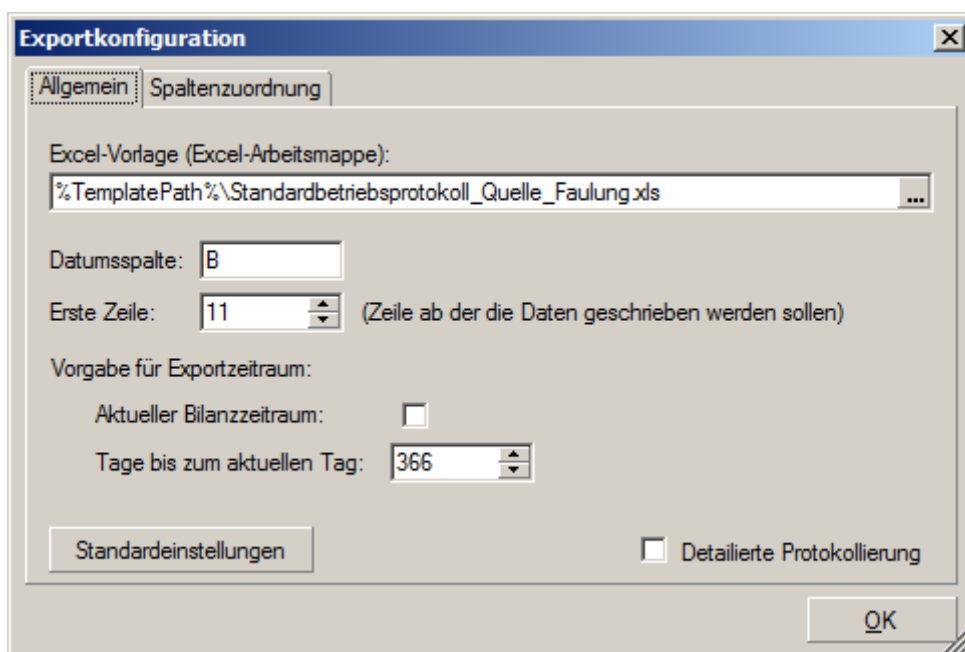 Exportkonfiguration
Allgemein Spaltenzuordnung
Excel-Vorlage (Excel-Arbeitsmappe):
%TemplatePath%\Standardbetriebsprotokoll_Quelle_Faulung.xls ...
Datumsspalte: B
Erste Zeile: 11 (Zeile ab der die Daten geschrieben werden sollen)
Vorgabe für Exportzeitraum:
Aktueller Bilanzzeitraum:
Tage bis zum aktuellen Tag: 366
Standardeinstellungen Detailierte Protokollierung
OK